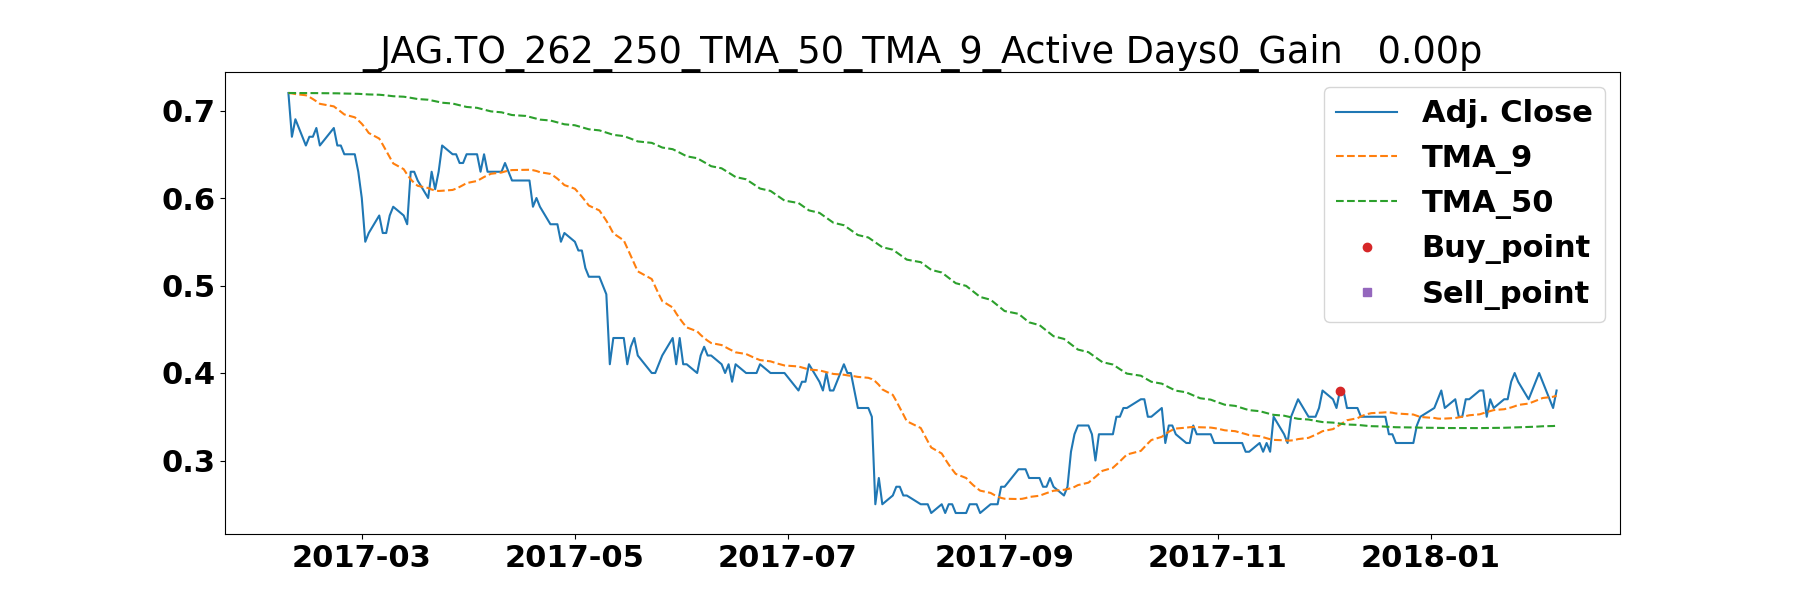 _JAG.TO_262_250_TMA_50_TMA_9_Active Days0_Gain   0.00p
0.7
0.6
0.5
0.4
0.3
Adj. Close
TMA_9
TMA_50
Buy_point
Sell_point
2017-03 2017-05 2017-07 2017-09 2017-11 2018-01